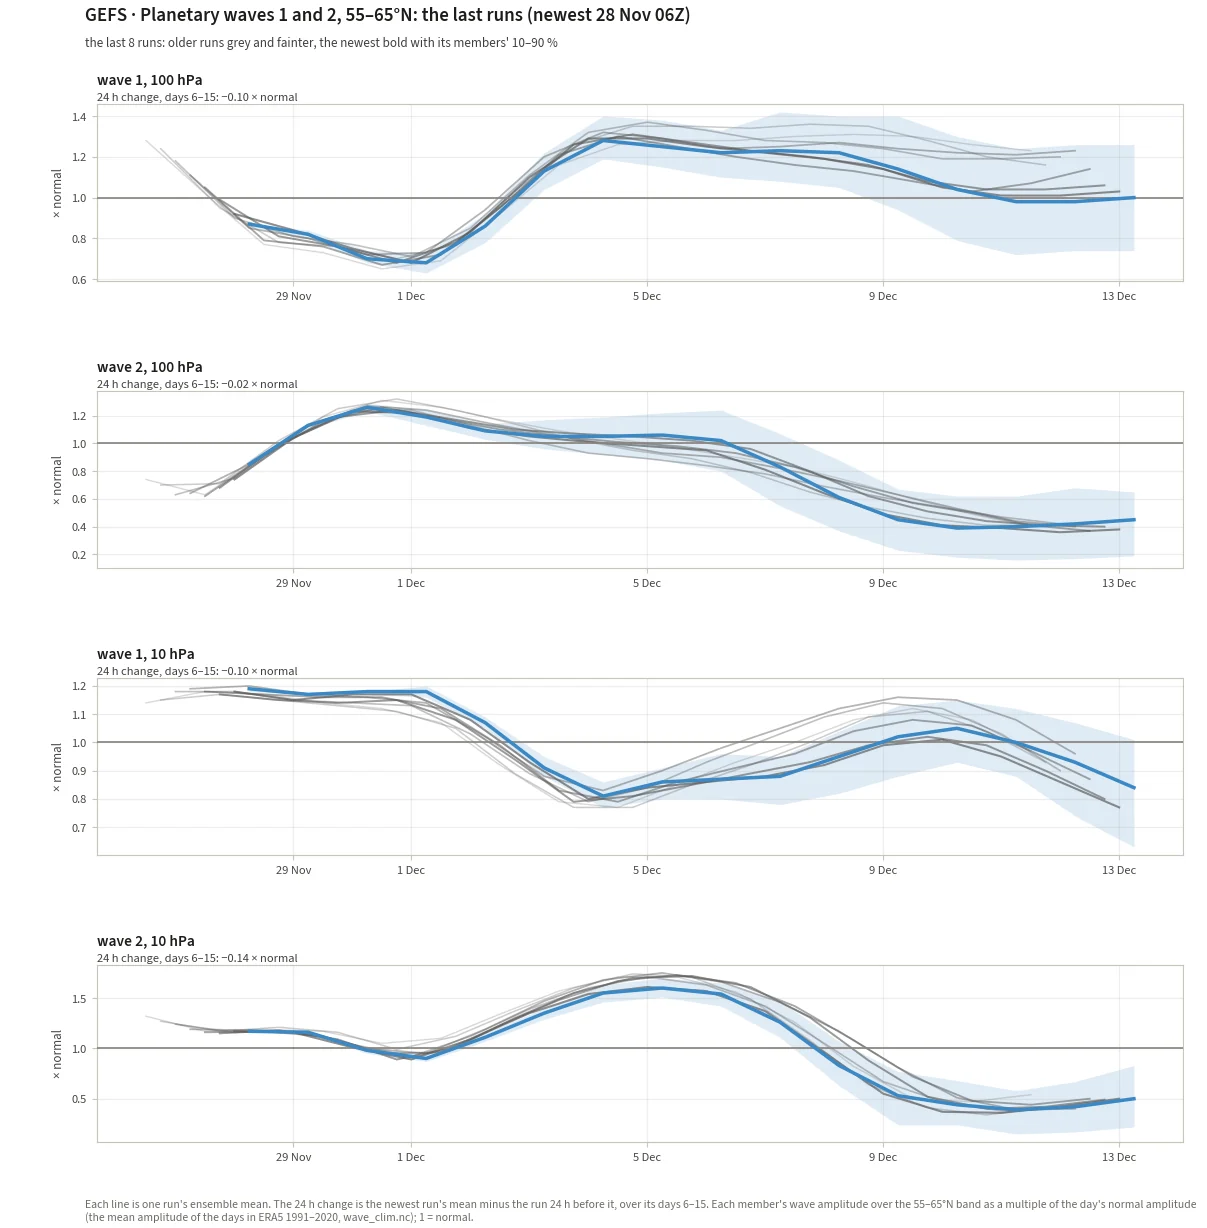 GEFS · Planetary waves 1 and 2, 55–65°N: the last runs (newest 28 Nov 06Z)
the last 8 runs: older runs grey and fainter, the newest bold with its members' 10–90 %
wave 1, 100 hPa
24 h change, days 6–15: −0.10 × normal
1.4
1.2
1.0
0.8
0.6
× normal
29 Nov
1 Dec
5 Dec
9 Dec
13 Dec
wave 2, 100 hPa
24 h change, days 6–15: −0.02 × normal
1.2
1.0
0.8
0.6
0.4
0.2
× normal
29 Nov
1 Dec
5 Dec
9 Dec
13 Dec
wave 1, 10 hPa
24 h change, days 6–15: −0.10 × normal
1.2
1.1
1.0
0.9
0.8
0.7
× normal
29 Nov
1 Dec
5 Dec
9 Dec
13 Dec
wave 2, 10 hPa
24 h change, days 6–15: −0.14 × normal
1.5
1.0
0.5
× normal
29 Nov
1 Dec
5 Dec
9 Dec
13 Dec
Each line is one run's ensemble mean. The 24 h change is the newest run's mean minus the run 24 h before it, over its days 6–15. Each member's wave amplitude over the 55–65°N band as a multiple of the day's normal amplitude
(the mean amplitude of the days in ERA5 1991–2020, wave_clim.nc); 1 = normal.